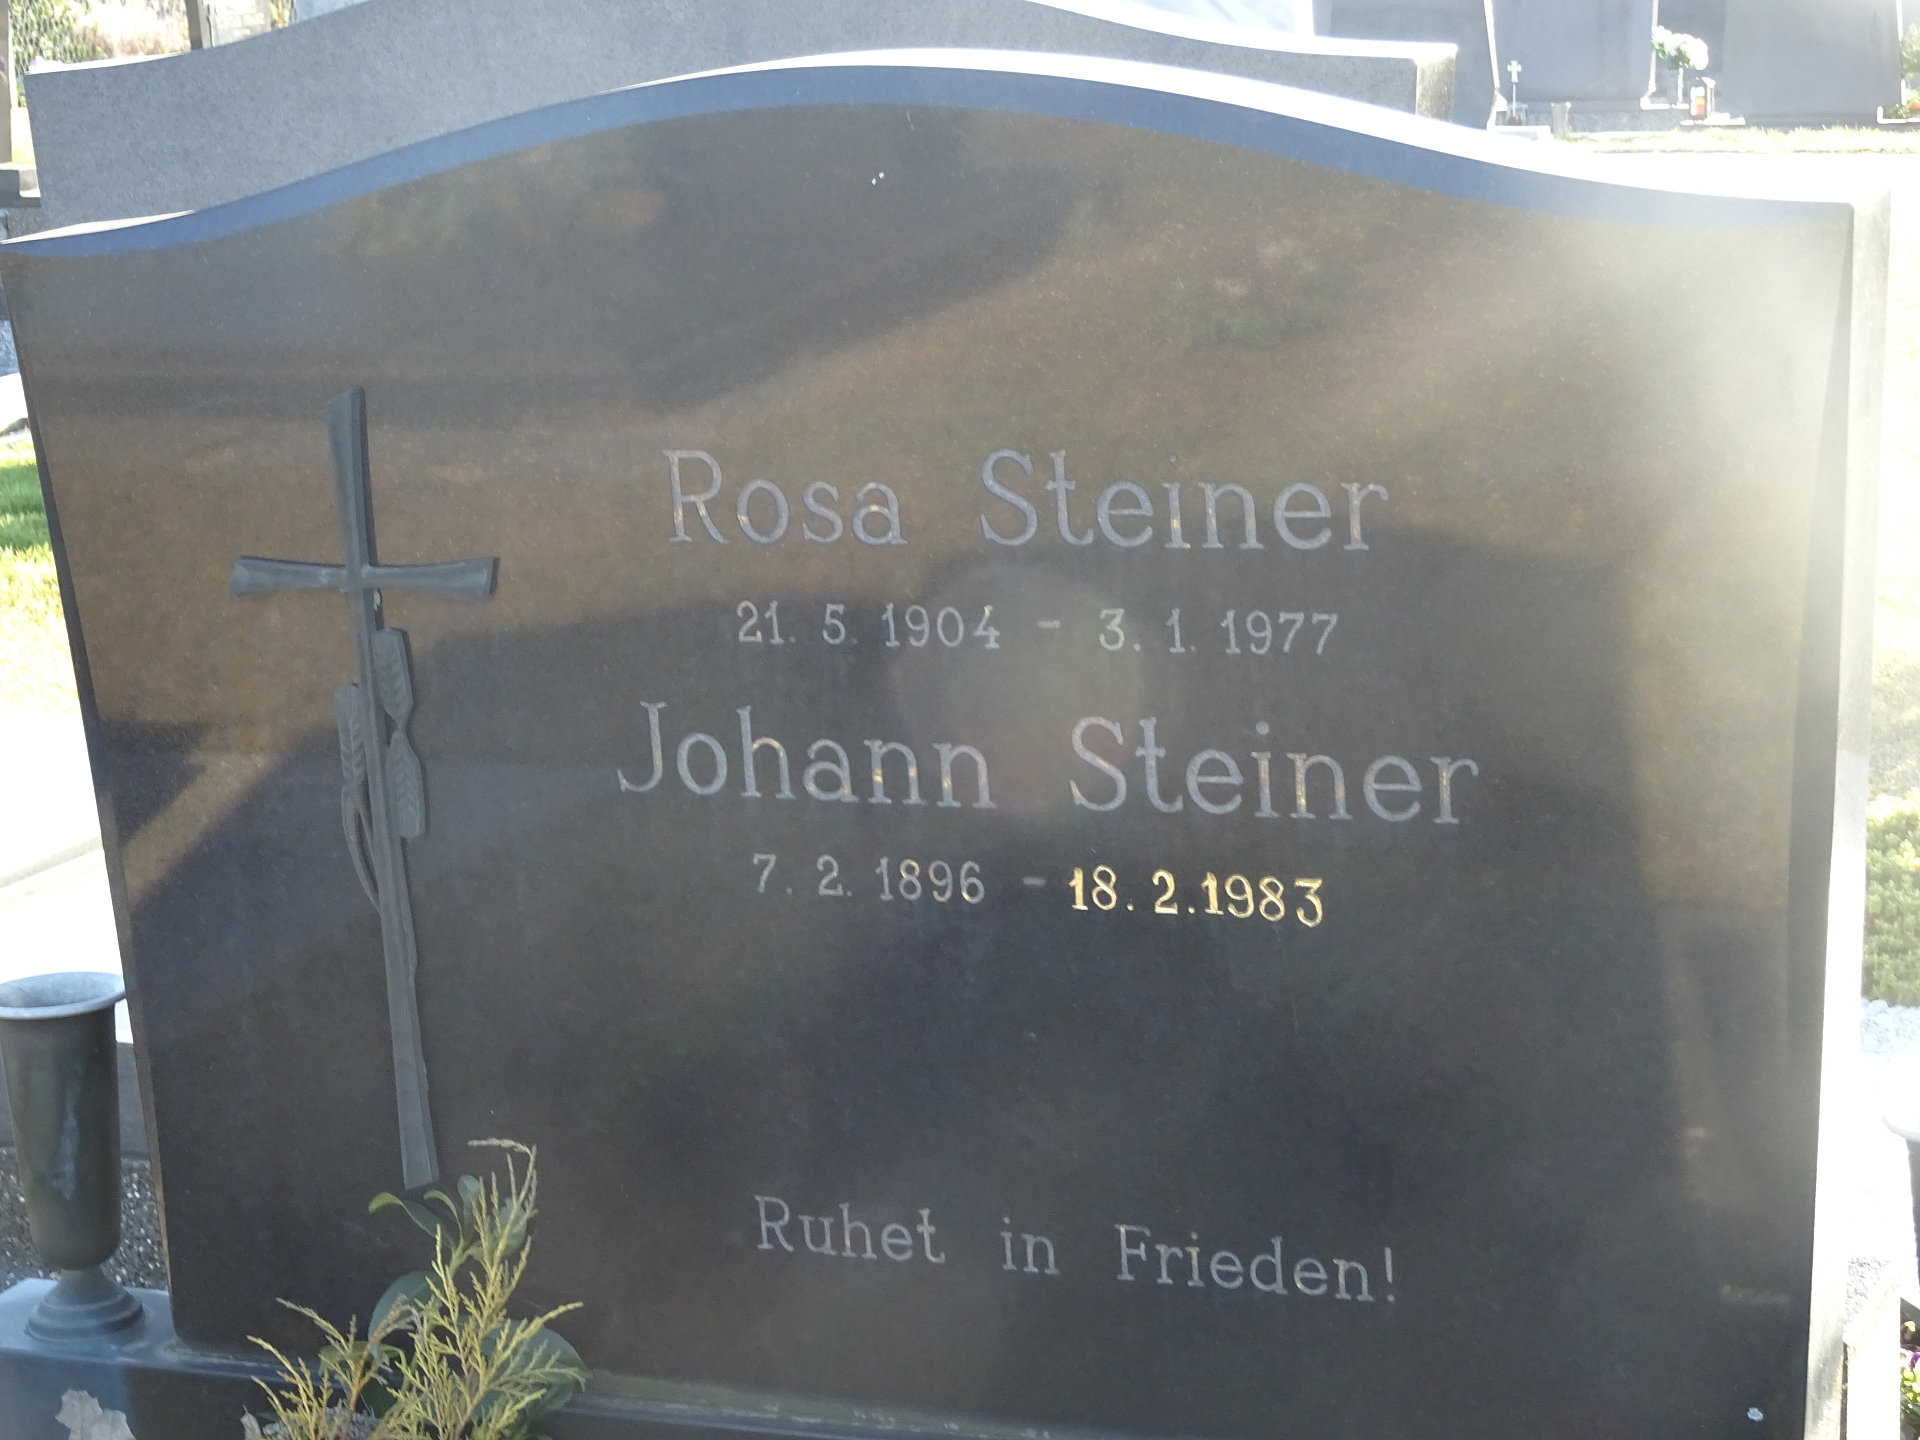 Rosa Steiner
21. 5. 1904 - 3. 1. 1977
Johann Steiner
7. 2. 1896 - 18. 2. 1983
Ruhet in Frieden!